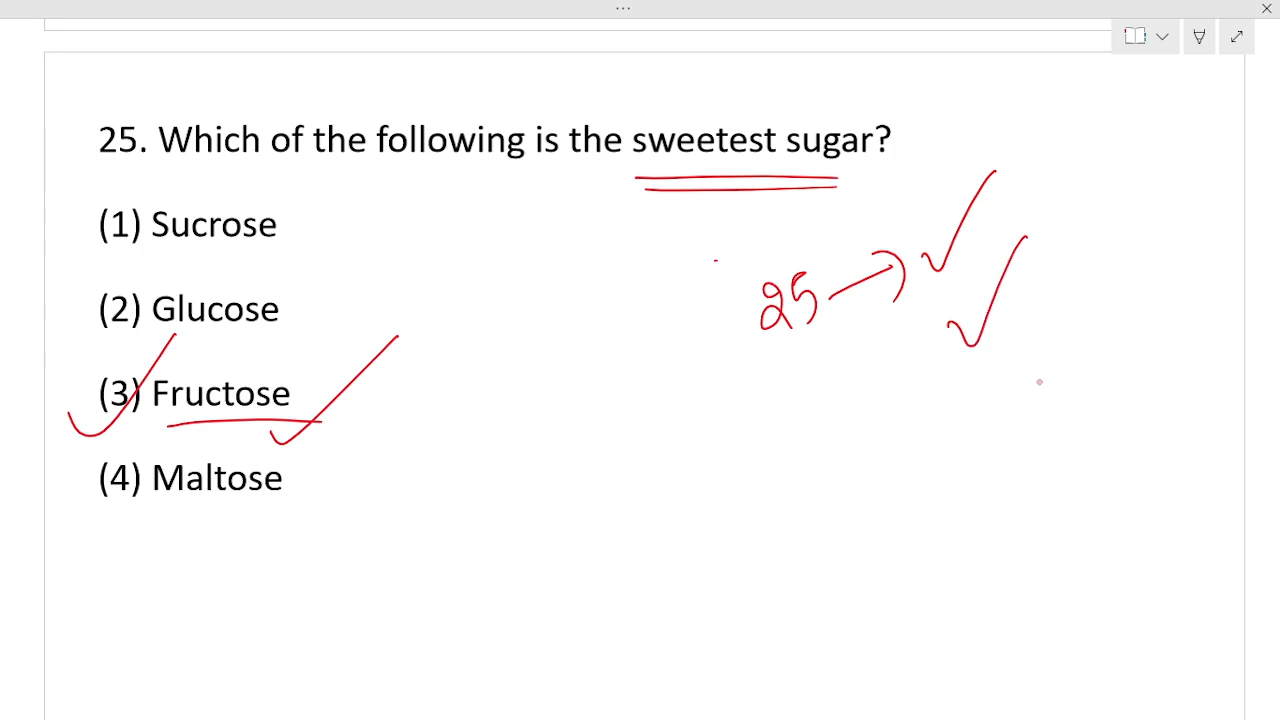 25. Which of the following is the sweetest sugar?
(1) Sucrose
25
(2) Glucose
(3) Fructose
(4) Maltose